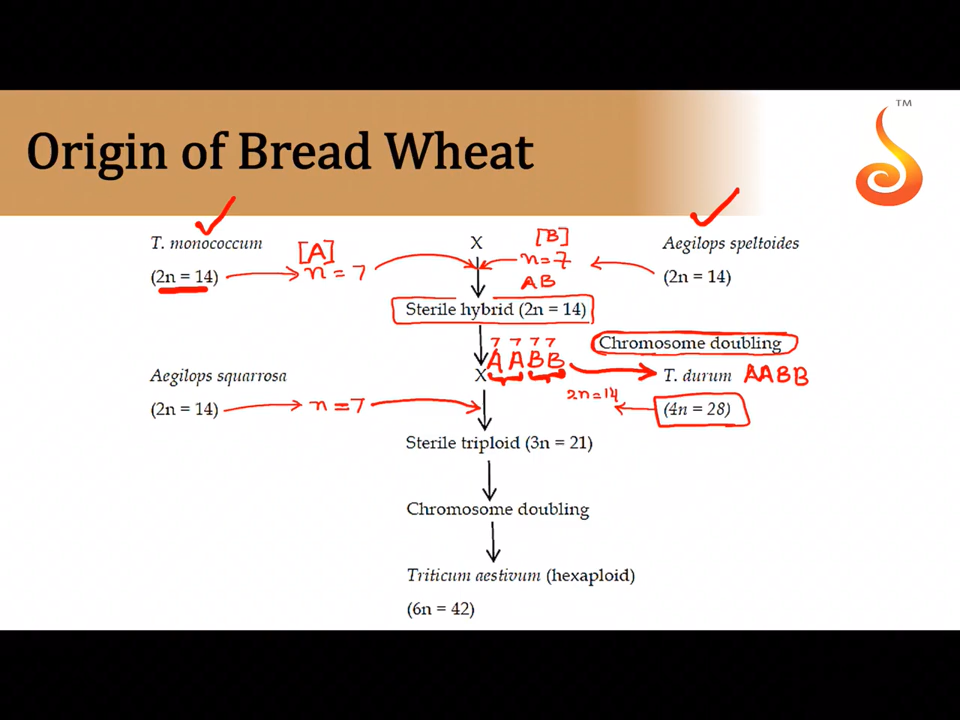 TM
Origin of Bread Wheat
T. monococcum [A] X [B] Aegilops speltoides
(2n = 14) n = 7 n = 7 (2n = 14)
AB
Sterile hybrid (2n = 14)
7 7 7 7 Chromosome doubling
Aegilops squarrosa X AABB T. durum AABB
2n=14
(2n = 14) n = 7 (4n = 28)
Sterile triploid (3n = 21)
Chromosome doubling
Triticum aestivum (hexaploid)
(6n = 42)